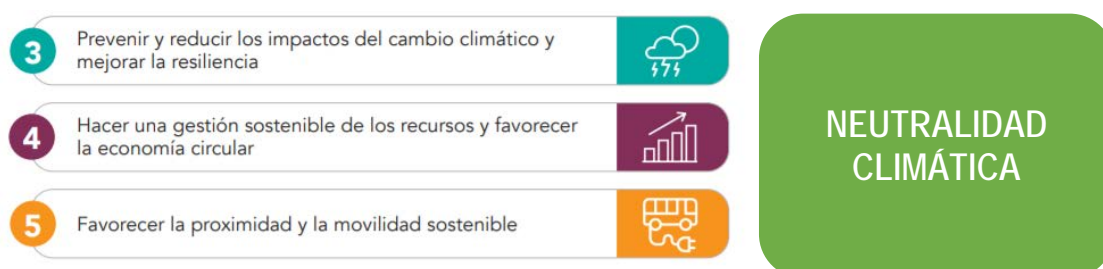 3
Prevenir y reducir los impactos del cambio climático y
mejorar la resiliencia
4
Hacer una gestión sostenible de los recursos y favorecer
la economía circular
5
Favorecer la proximidad y la movilidad sostenible
NEUTRALIDAD
CLIMÁTICA